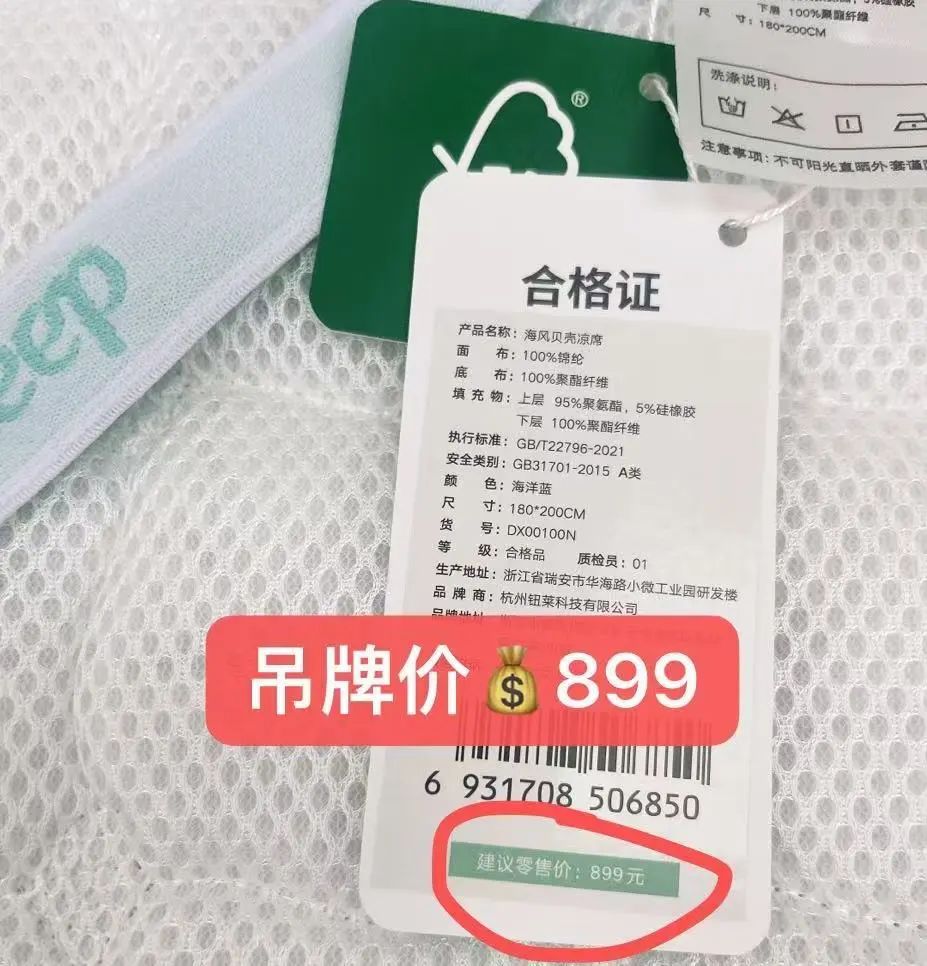 下层 100%聚酯纤维
尺 寸：180*200CM
洗涤说明：
注意事项：不可阳光直晒外套谨
®
eep
合格证
产品名称：海风贝壳凉席
面 布：100%锦纶
底 布：100%聚酯纤维
填充物：上层 95%聚氨酯，5%硅橡胶
下层 100%聚酯纤维
执行标准：GB/T22796-2021
安全类别：GB31701-2015 A类
颜 色：海洋蓝
尺 寸：180*200CM
货 号：DX00100N
等 级：合格品 质检员：01
生产地址：浙江省瑞安市华海路小微工业园研发楼
品牌商：杭州钮莱科技有限公司
品牌地址
吊牌价💰899
6 931708 506850
建议零售价：899元